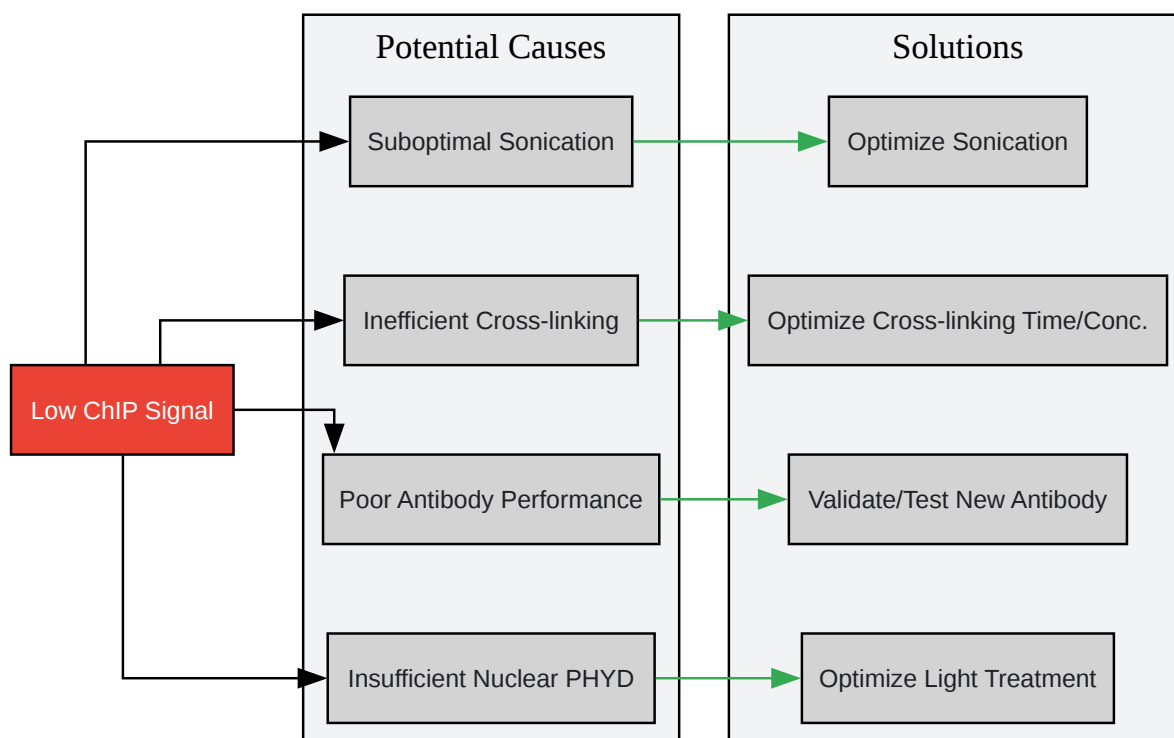 Potential Causes
Solutions
Suboptimal Sonication
Optimize Sonication
Inefficient Cross-linking
Optimize Cross-linking Time/Conc.
Low ChIP Signal
Poor Antibody Performance
Validate/Test New Antibody
Insufficient Nuclear PHYD
Optimize Light Treatment